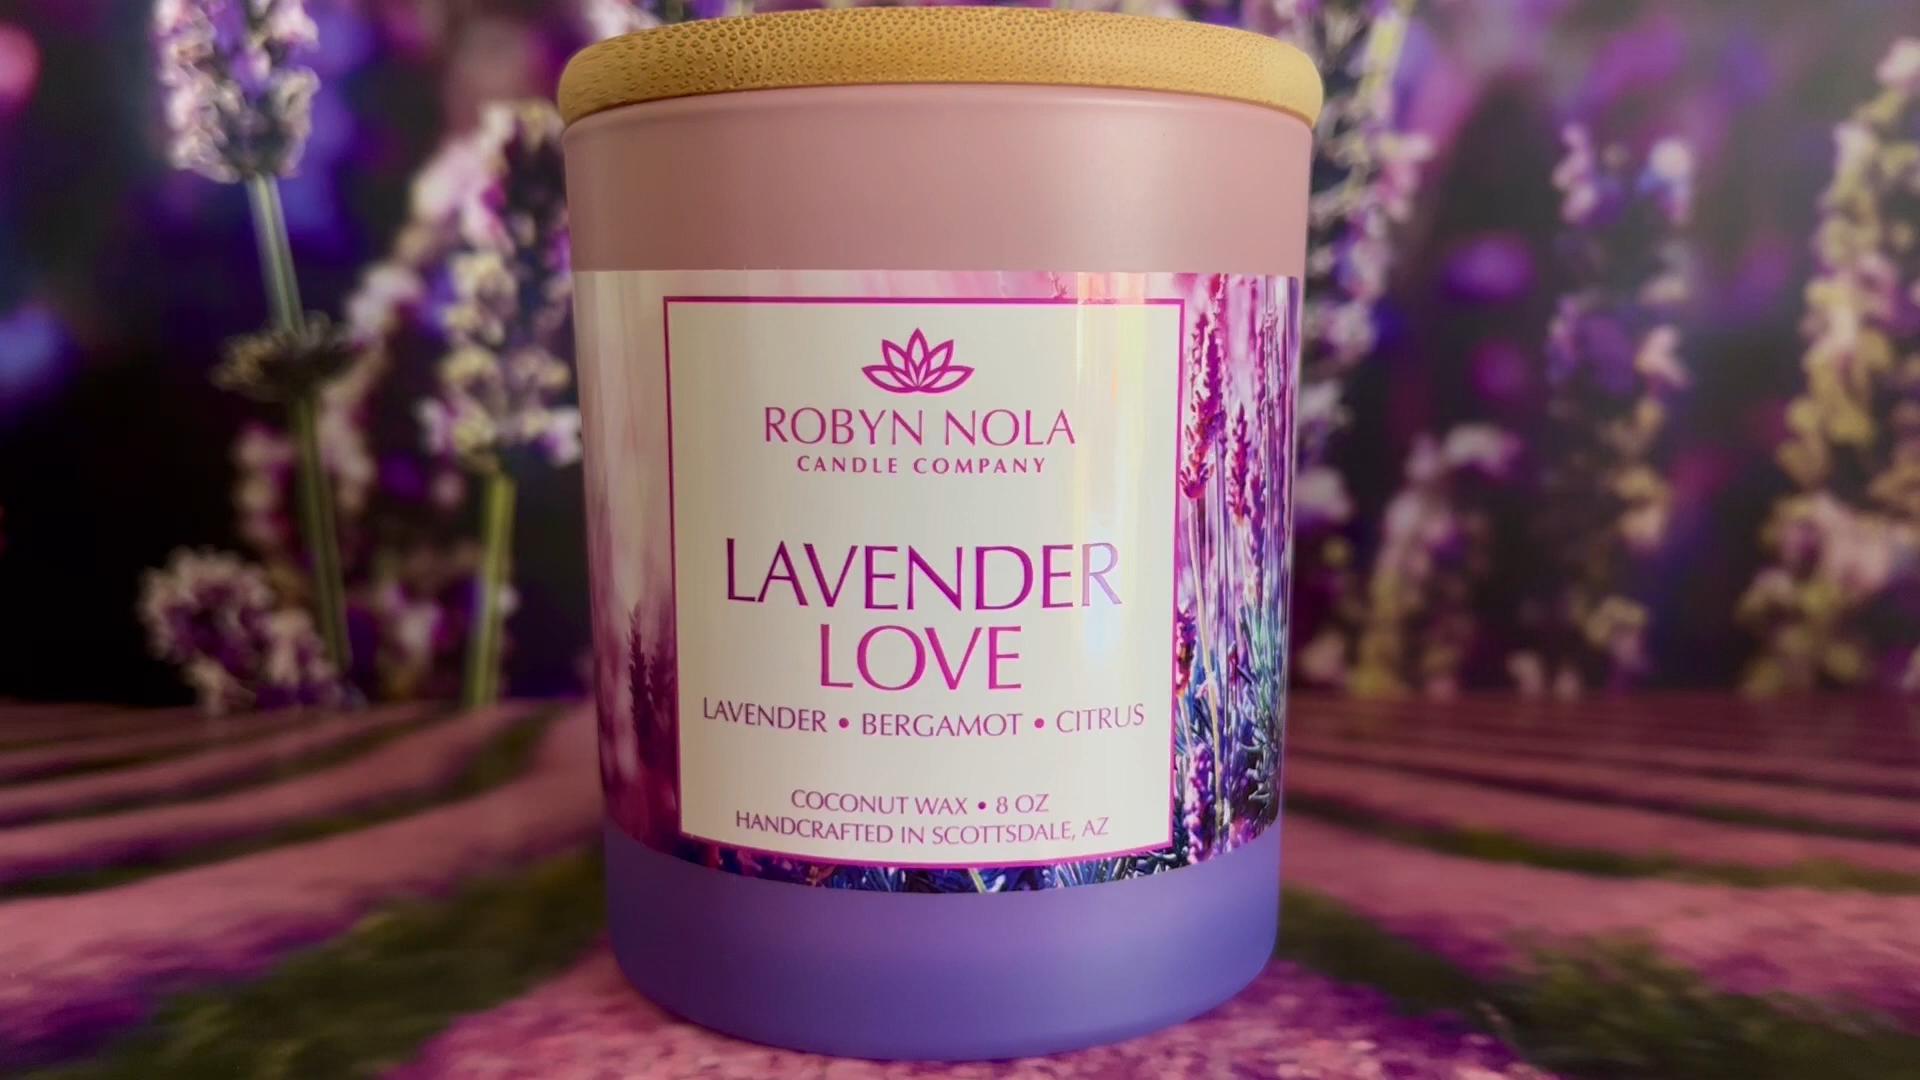 ROBYN NOLA
CANDLE COMPANY
LAVENDER
LOVE
LAVENDER • BERGAMOT • CITRUS
COCONUT WAX • 8 OZ
HANDCRAFTED IN SCOTTSDALE, AZ